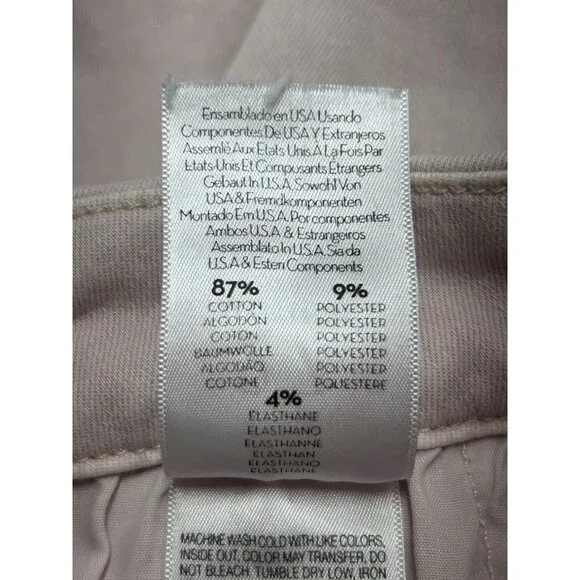 Ensamblado en USA Usando
Componentes De USA Y Extranjeros
Assemlé Aux Etats Unis À La Fois Par
Etats-Unis Et Composants Etrangers
Gebaut In U.S.A. Sowohl Von
USA & Fremdkomponenten
Montado Em U.S.A. Por componentes
Ambos U.S.A & Estrangeiros
Assemblato In U.S.A. Sia da
U.S.A & Esteri Components
87% 9%
COTTON POLYESTER
ALGODÓN POLYESTER
COTON POLYESTER
BAUMWOLLE POLYESTER
ALGODÃO POLYESTER
COTONE POLIESTERE
4%
ELASTHANE
ELASTHANO
ELASTHANNE
ELASTHAN
ELASTHANO
ELASTHANE
MACHINE WASH COLD WITH LIKE COLORS,
INSIDE OUT, COLOR MAY TRANSFER, DO
NOT BLEACH. TUMBLE DRY LOW, IRON